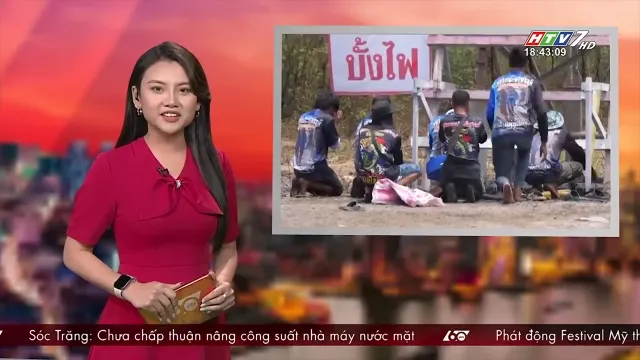 HTV7 HD
18:43:09
บั้งไฟ
Sóc Trăng: Chưa chấp thuận nâng công suất nhà máy nước mặt
60
Phát động Festival Mỹ th